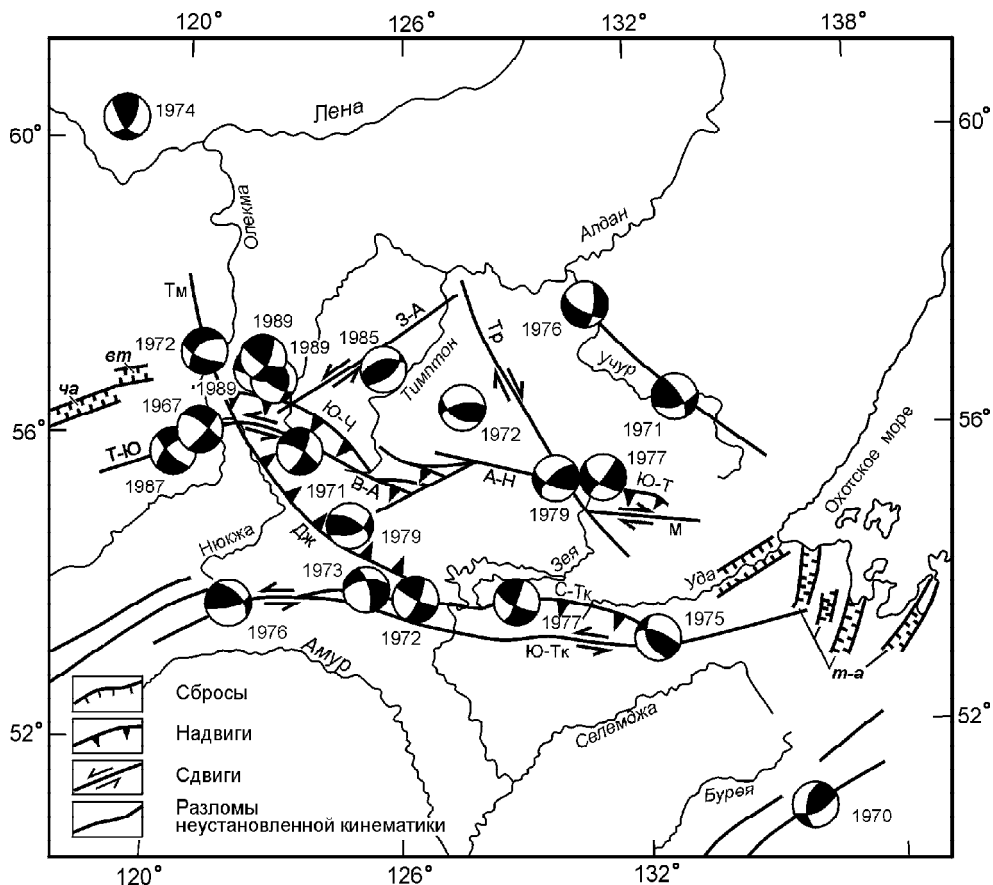 120° 126° 132° 138°
60° 60°
1974
Лена
Олекма
Алдан
Тм
З-А
Тр
1976
Учур
1989
1989
1985
1972
вт
Тимптон
ча
1989
1967
Ю-Ч
1972
1971
56° 56°
Охотское море
Т-Ю
1987
1971
В-А
А-Н
1977
Ю-Т
1979
М
Дж
1979
Нюкжа
Зея
Уда
1973
С-Тк
1975
1976
1972
1977
Ю-Тк
Амур
т-а
Селемджа
52° 52°
Сбросы
Надвиги
Сдвиги
Разломы
неустановленной кинематики
Бурея
1970
120° 126° 132°